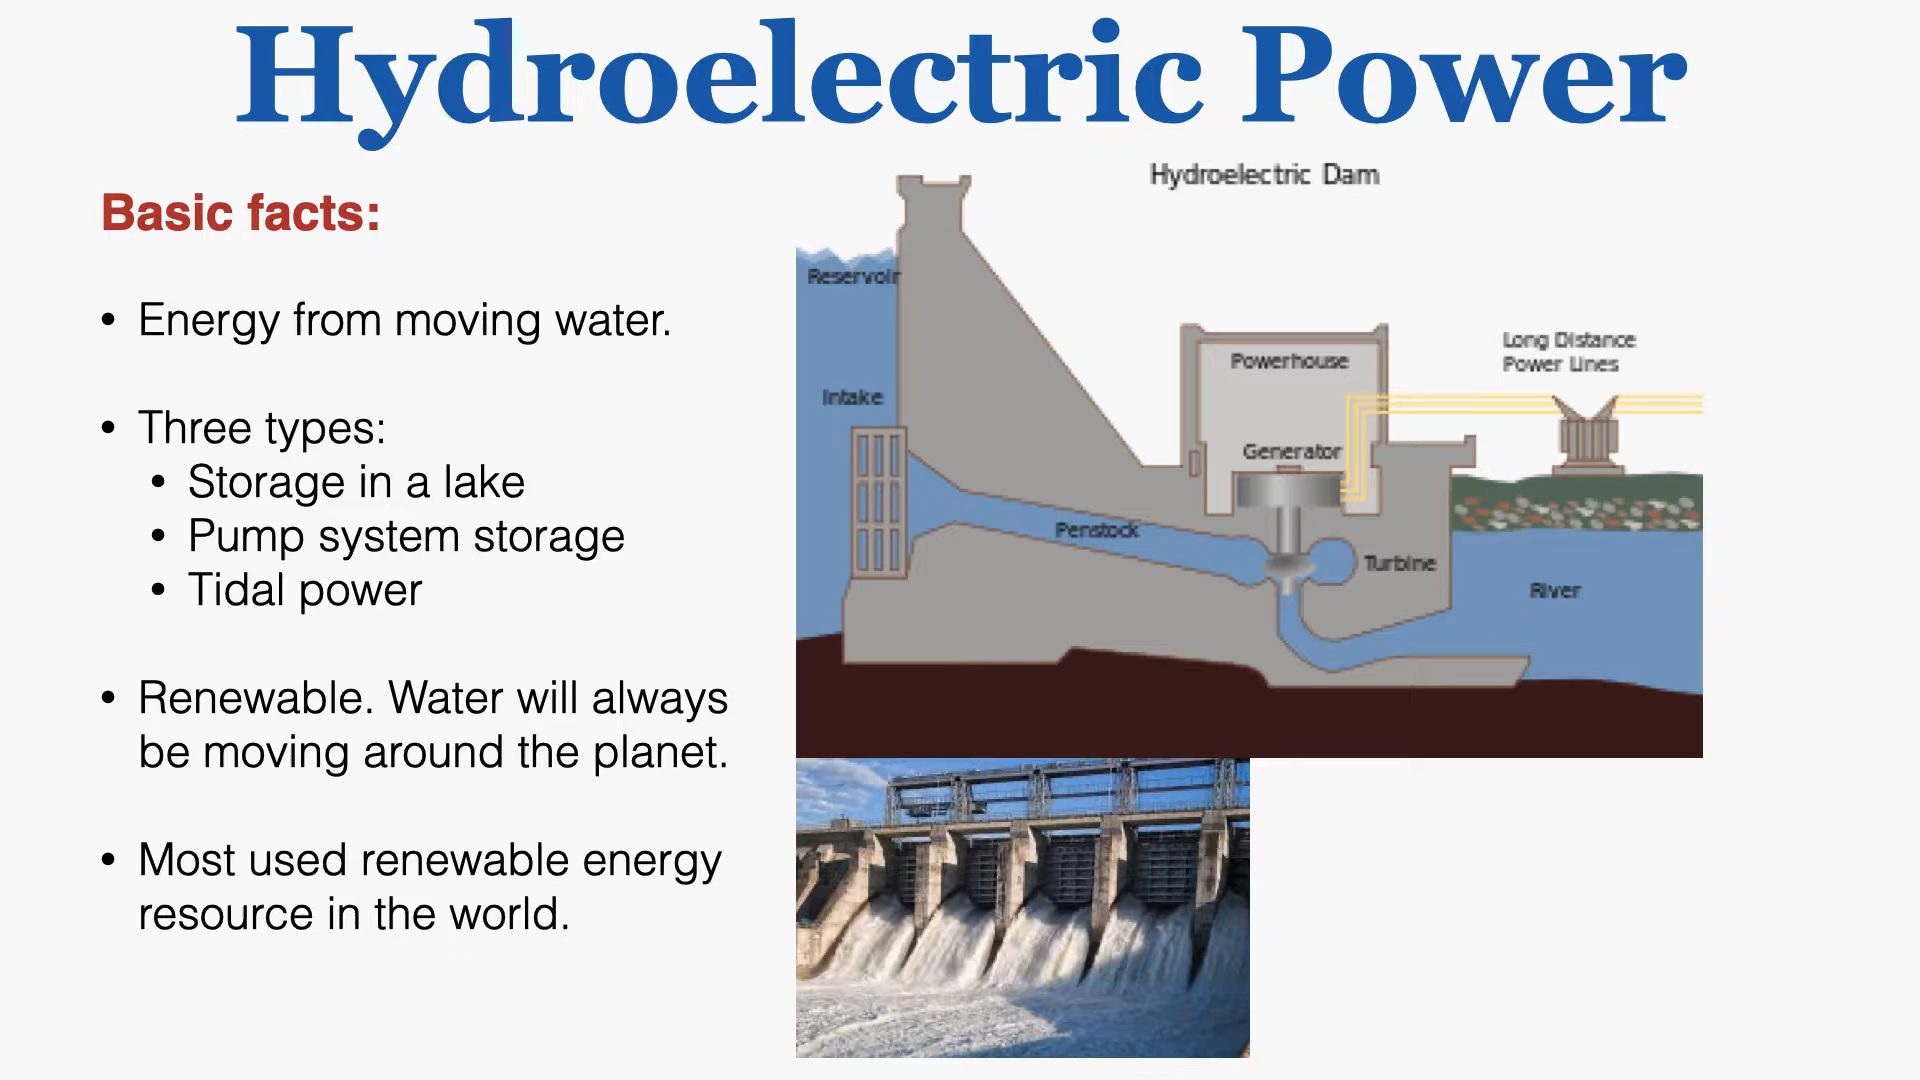 Hydroelectric Power
Basic facts:
• Energy from moving water.
• Three types:
• Storage in a lake
• Pump system storage
• Tidal power
• Renewable. Water will always
be moving around the planet.
• Most used renewable energy
resource in the world.
Hydroelectric Dam
Reservoir
Intake
Penstock
Powerhouse
Generator
Turbine
Long Distance
Power Lines
River